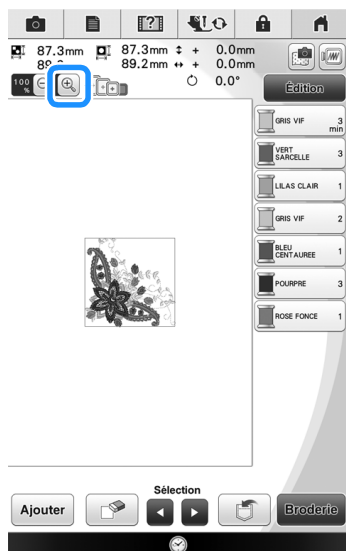 87.3mm 87.3mm + 0.0mm
89.2mm + 0.0mm
100 % 0.0°
Édition
GRIS VIF 3 min
VERT SARCELLE 3
LILAS CLAIR 1
GRIS VIF 2
BLEU CENTAUREE 1
POURPRE 3
ROSE FONCE 1
Sélection
Ajouter
Broderie